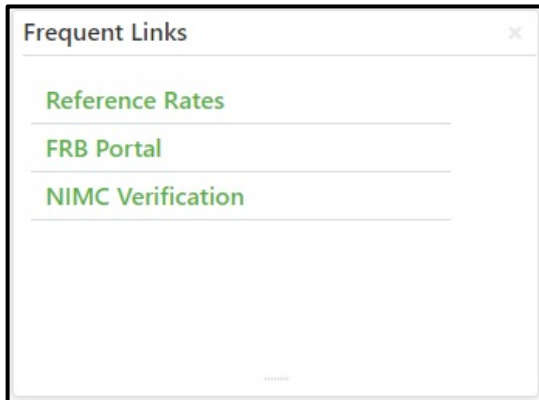 Frequent Links
Reference Rates
FRB Portal
NIMC Verification